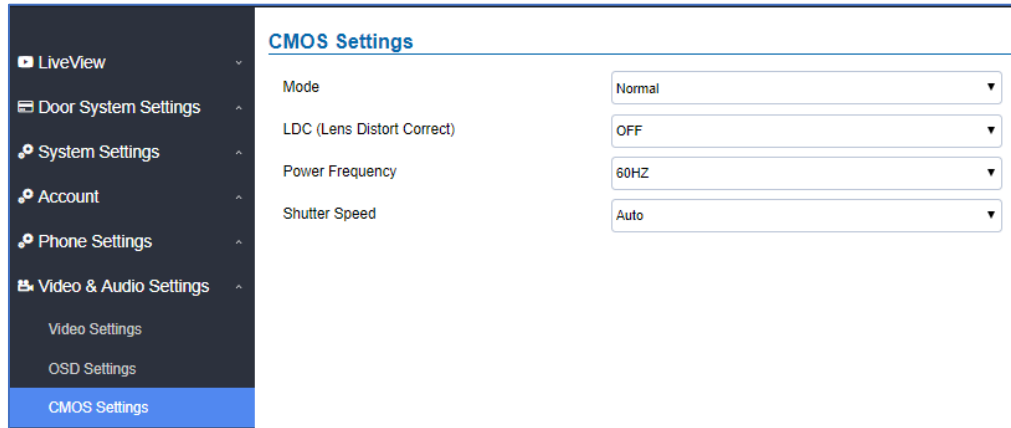 LiveView
Door System Settings
System Settings
Account
Phone Settings
Video & Audio Settings
Video Settings
OSD Settings
CMOS Settings
CMOS Settings
Mode Normal
LDC (Lens Distort Correct) OFF
Power Frequency 60HZ
Shutter Speed Auto